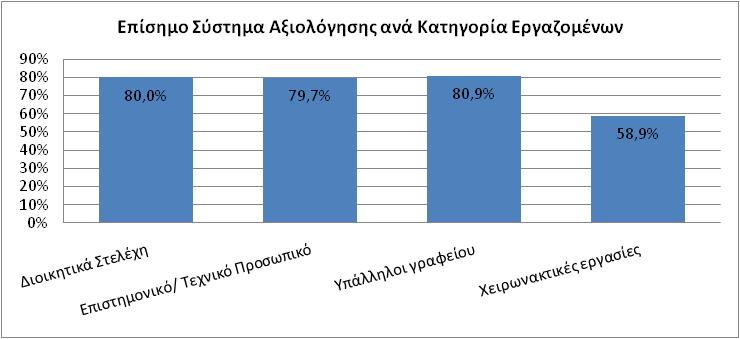 Επίσημο Σύστημα Αξιολόγησης ανά Κατηγορία Εργαζομένων
90%
80%
70%
60%
50%
40%
30%
20%
10%
0%
80,0%
79,7%
80,9%
58,9%
Διοικητικά Στελέχη
Επιστημονικό/ Τεχνικό Προσωπικό
Υπάλληλοι γραφείου
Χειρωνακτικές εργασίες